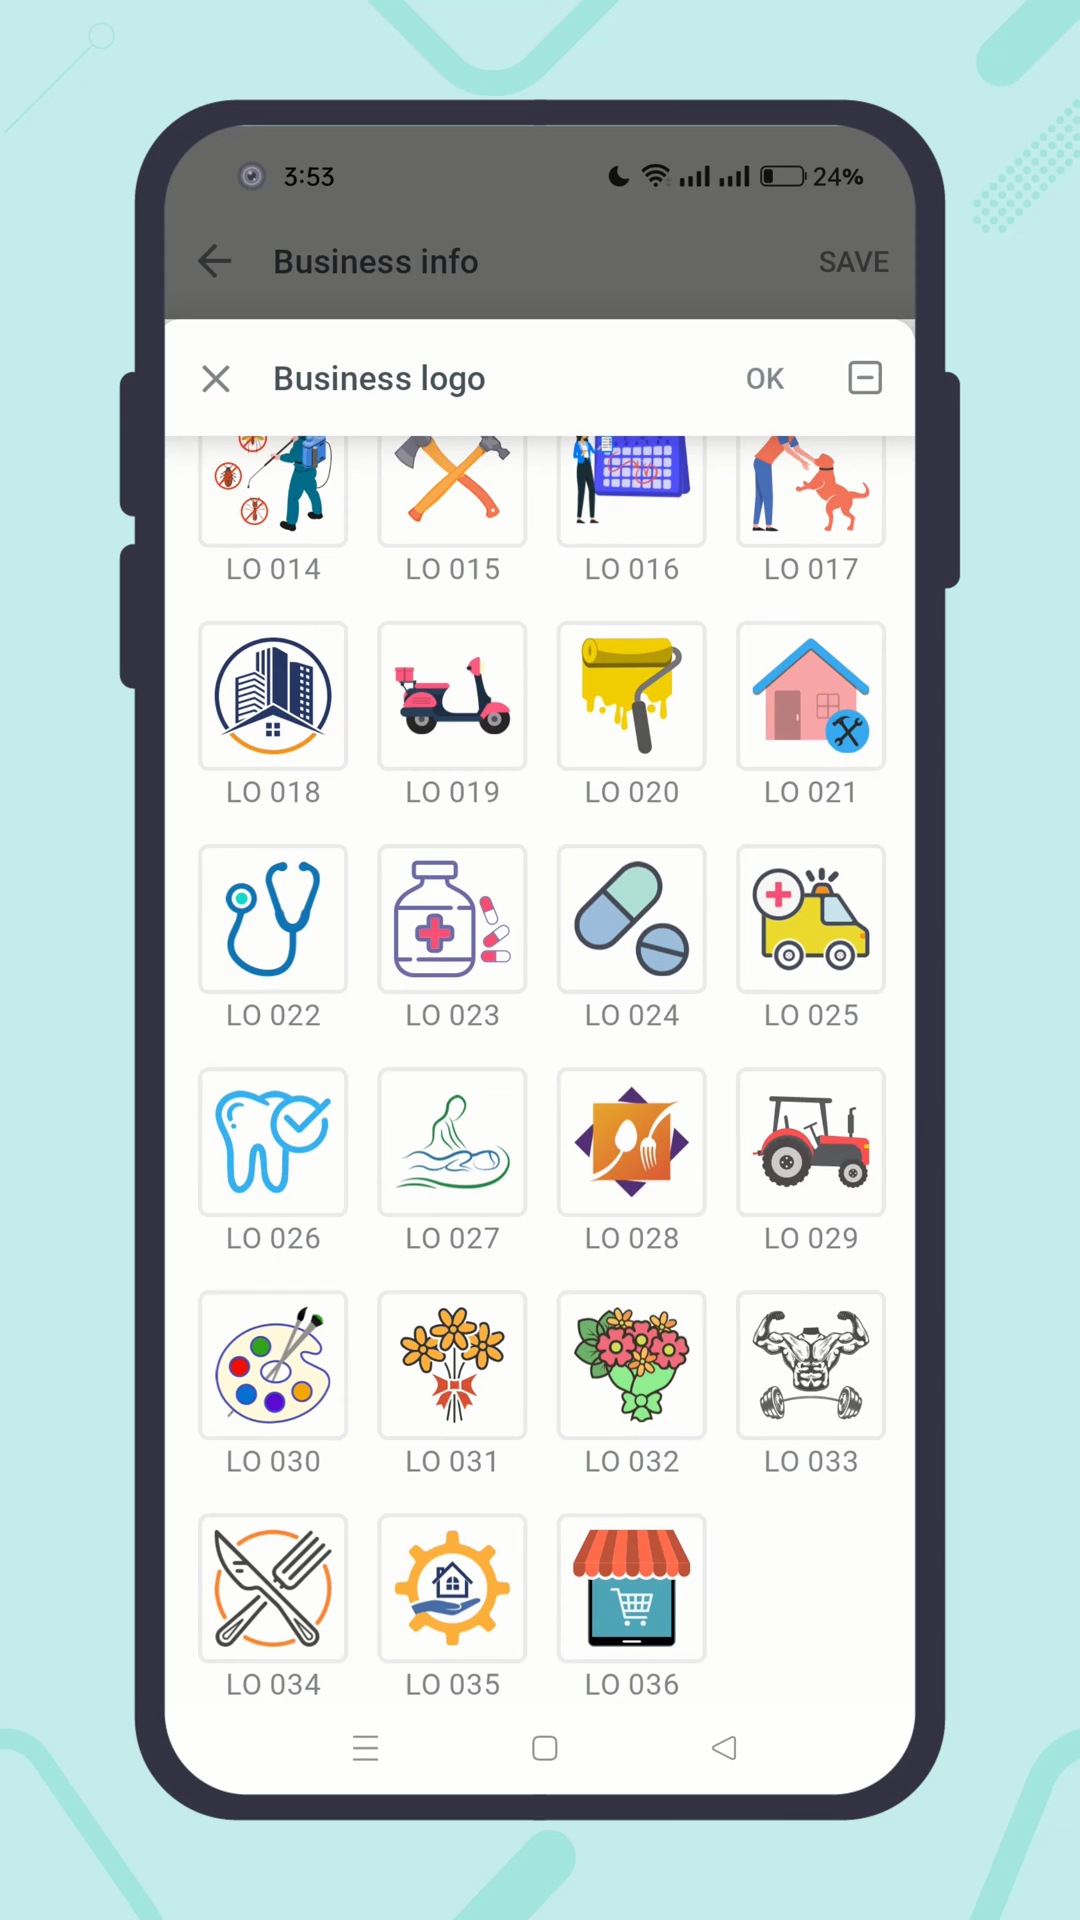 3:53 24%
Business info SAVE
Business logo OK
LO 014 LO 015 LO 016 LO 017
LO 018 LO 019 LO 020 LO 021
LO 022 LO 023 LO 024 LO 025
LO 026 LO 027 LO 028 LO 029
LO 030 LO 031 LO 032 LO 033
LO 034 LO 035 LO 036